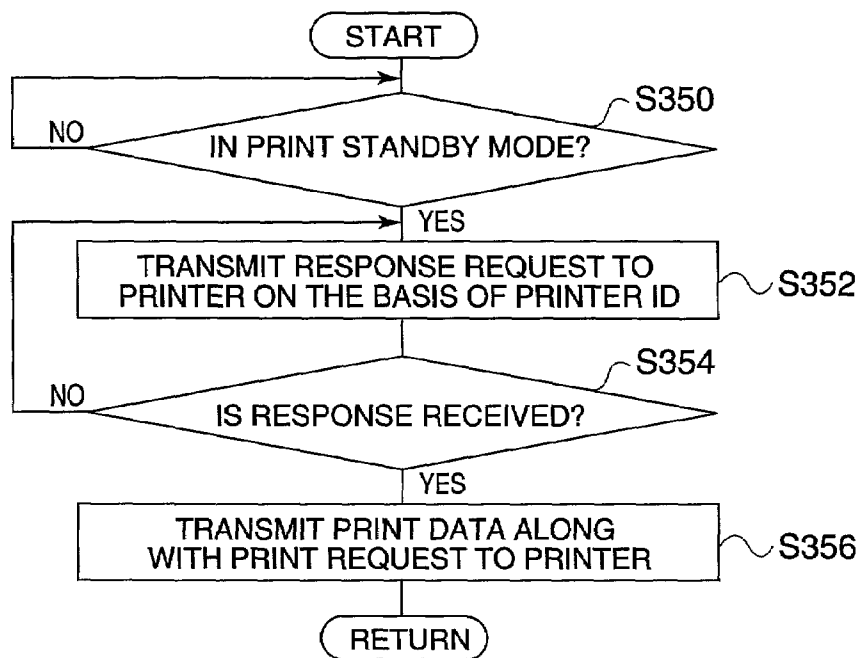 START
S350
NO
IN PRINT STANDBY MODE?
YES
TRANSMIT RESPONSE REQUEST TO
PRINTER ON THE BASIS OF PRINTER ID
S352
S354
NO
IS RESPONSE RECEIVED?
YES
TRANSMIT PRINT DATA ALONG
WITH PRINT REQUEST TO PRINTER
S356
RETURN